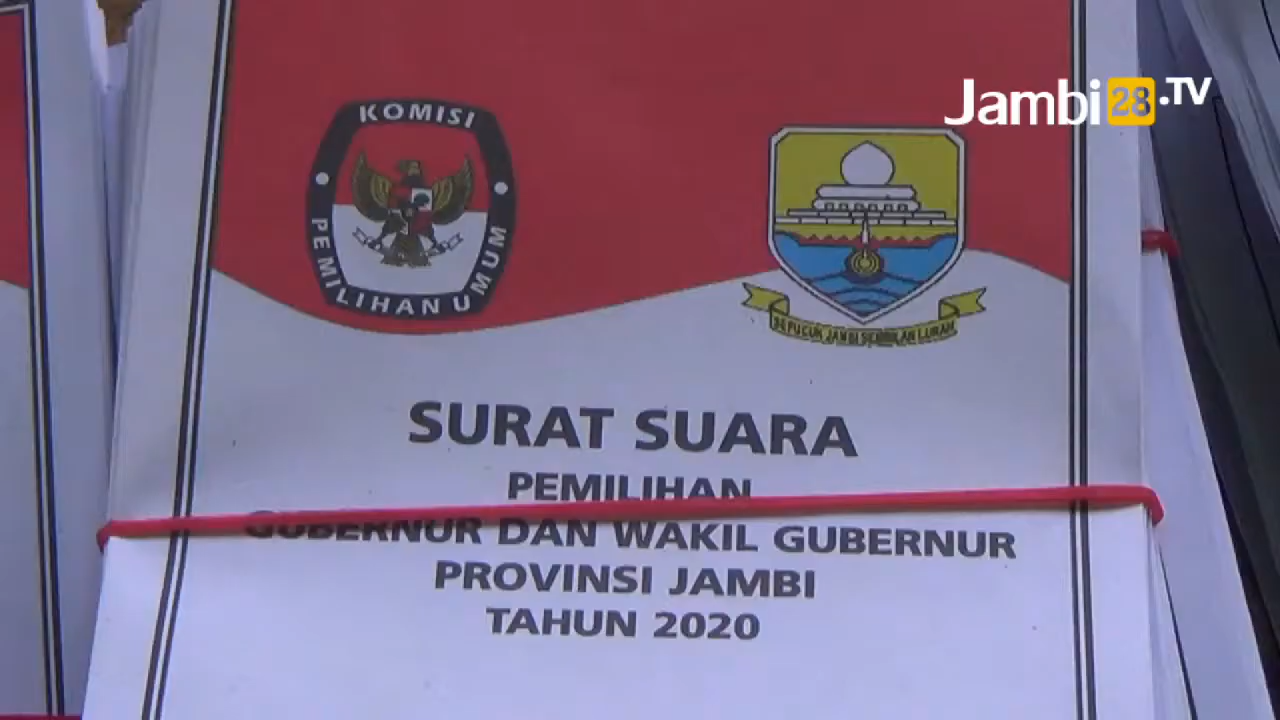 Jambi28.TV
KOMISI
PEMILIHAN UMUM
SEPUCUK JAMBI SEMBILAN LURAH
SURAT SUARA
PEMILIHAN
GUBERNUR DAN WAKIL GUBERNUR
PROVINSI JAMBI
TAHUN 2020